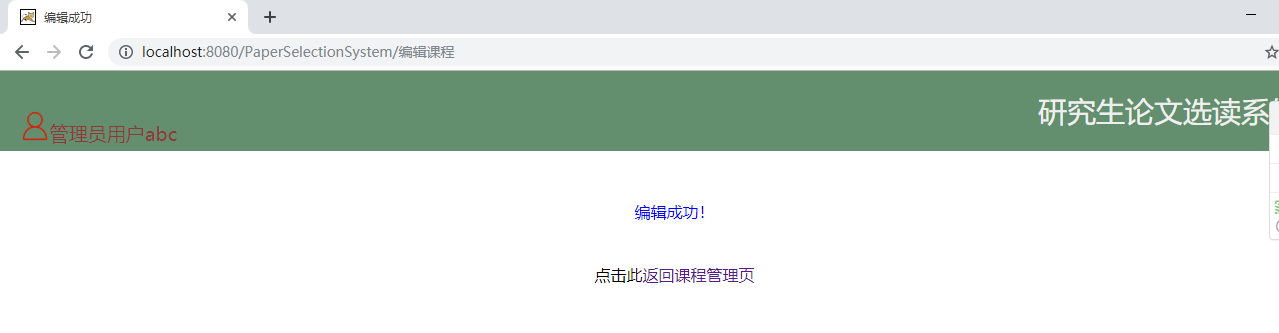 编辑成功
localhost:8080/PaperSelectionSystem/编辑课程
研究生论文选读系
管理员用户abc
编辑成功！
点击此返回课程管理页